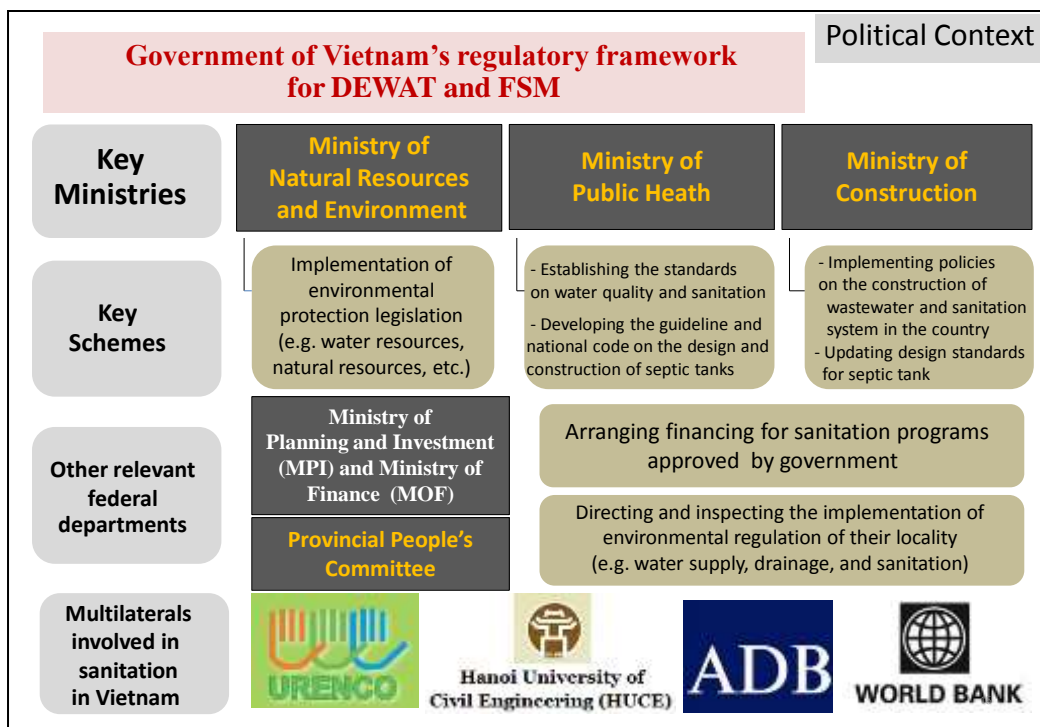 Political Context
Government of Vietnam's regulatory framework
for DEWAT and FSM
Key
Ministries
Ministry of
Natural Resources
and Environment
Ministry of
Public Heath
Ministry of
Construction
Key
Schemes
Implementation of
environmental
protection legislation
(e.g. water resources,
natural resources, etc.)
- Establishing the standards
on water quality and sanitation
- Developing the guideline and
national code on the design and
construction of septic tanks
- Implementing policies
on the construction of
wastewater and sanitation
system in the country
- Updating design standards
for septic tank
Other relevant
federal
departments
Ministry of
Planning and Investment
(MPI) and Ministry of
Finance (MOF)
Arranging financing for sanitation programs
approved by government
Provincial People's
Committee
Directing and inspecting the implementation of
environmental regulation of their locality
(e.g. water supply, drainage, and sanitation)
Multilaterals
involved in
sanitation
in Vietnam
URENCO
Hanoi University of
Civil Engineering (HUCE)
ADB
WORLD BANK